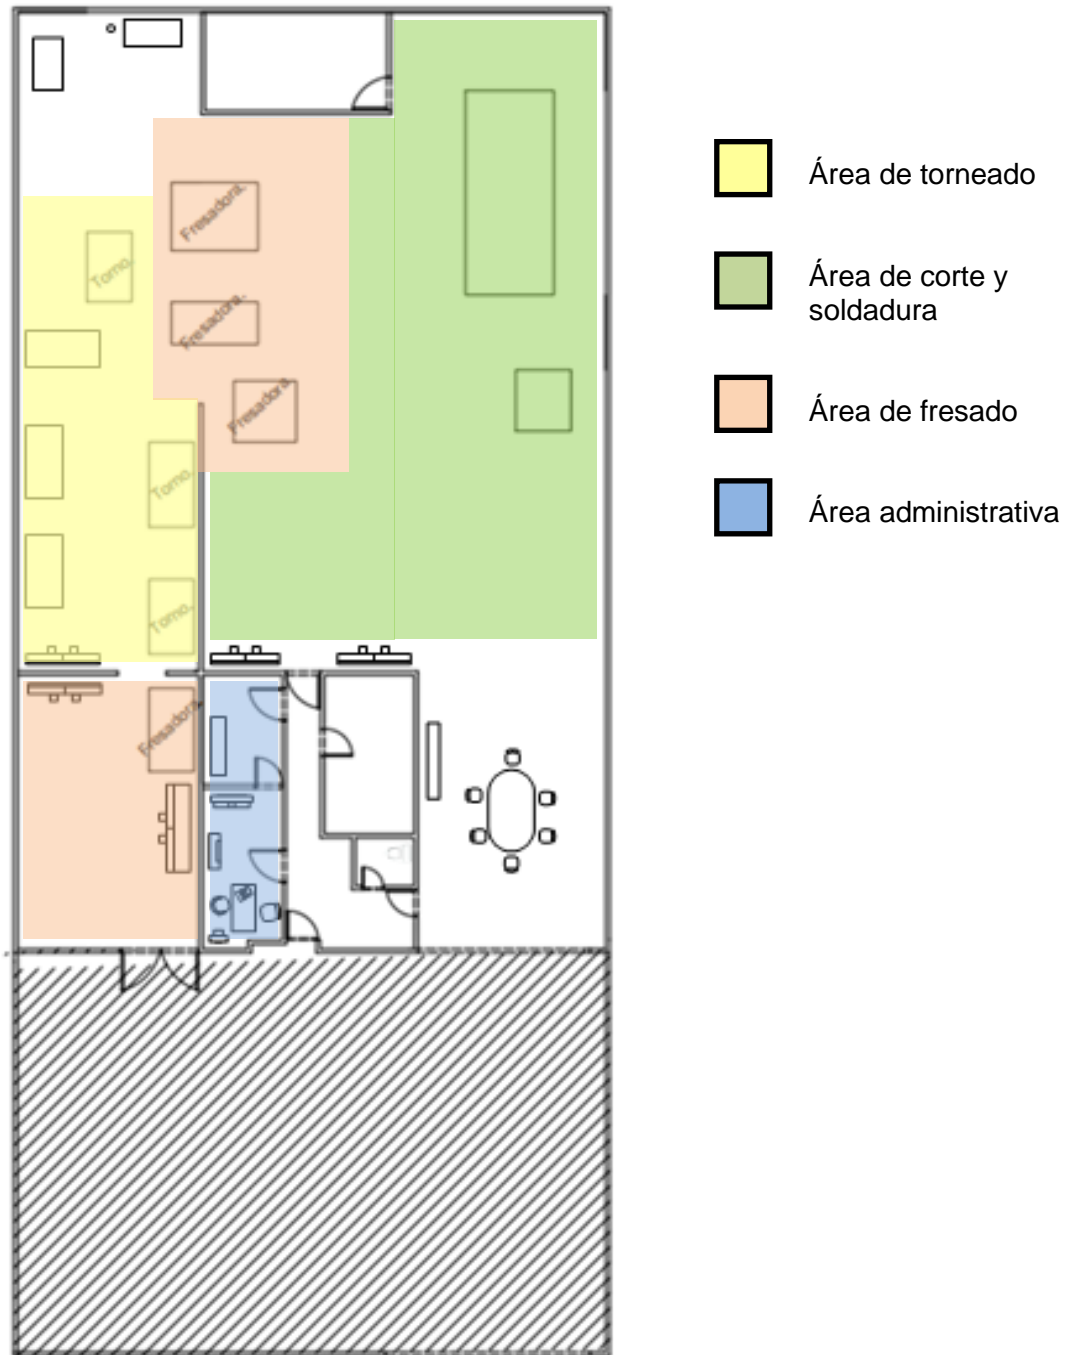 Fresadora.
Torno.
Fresadora.
Fresadora.
Torno.
Torno.
Fresadora.
Área de torneado
Área de corte y
soldadura
Área de fresado
Área administrativa